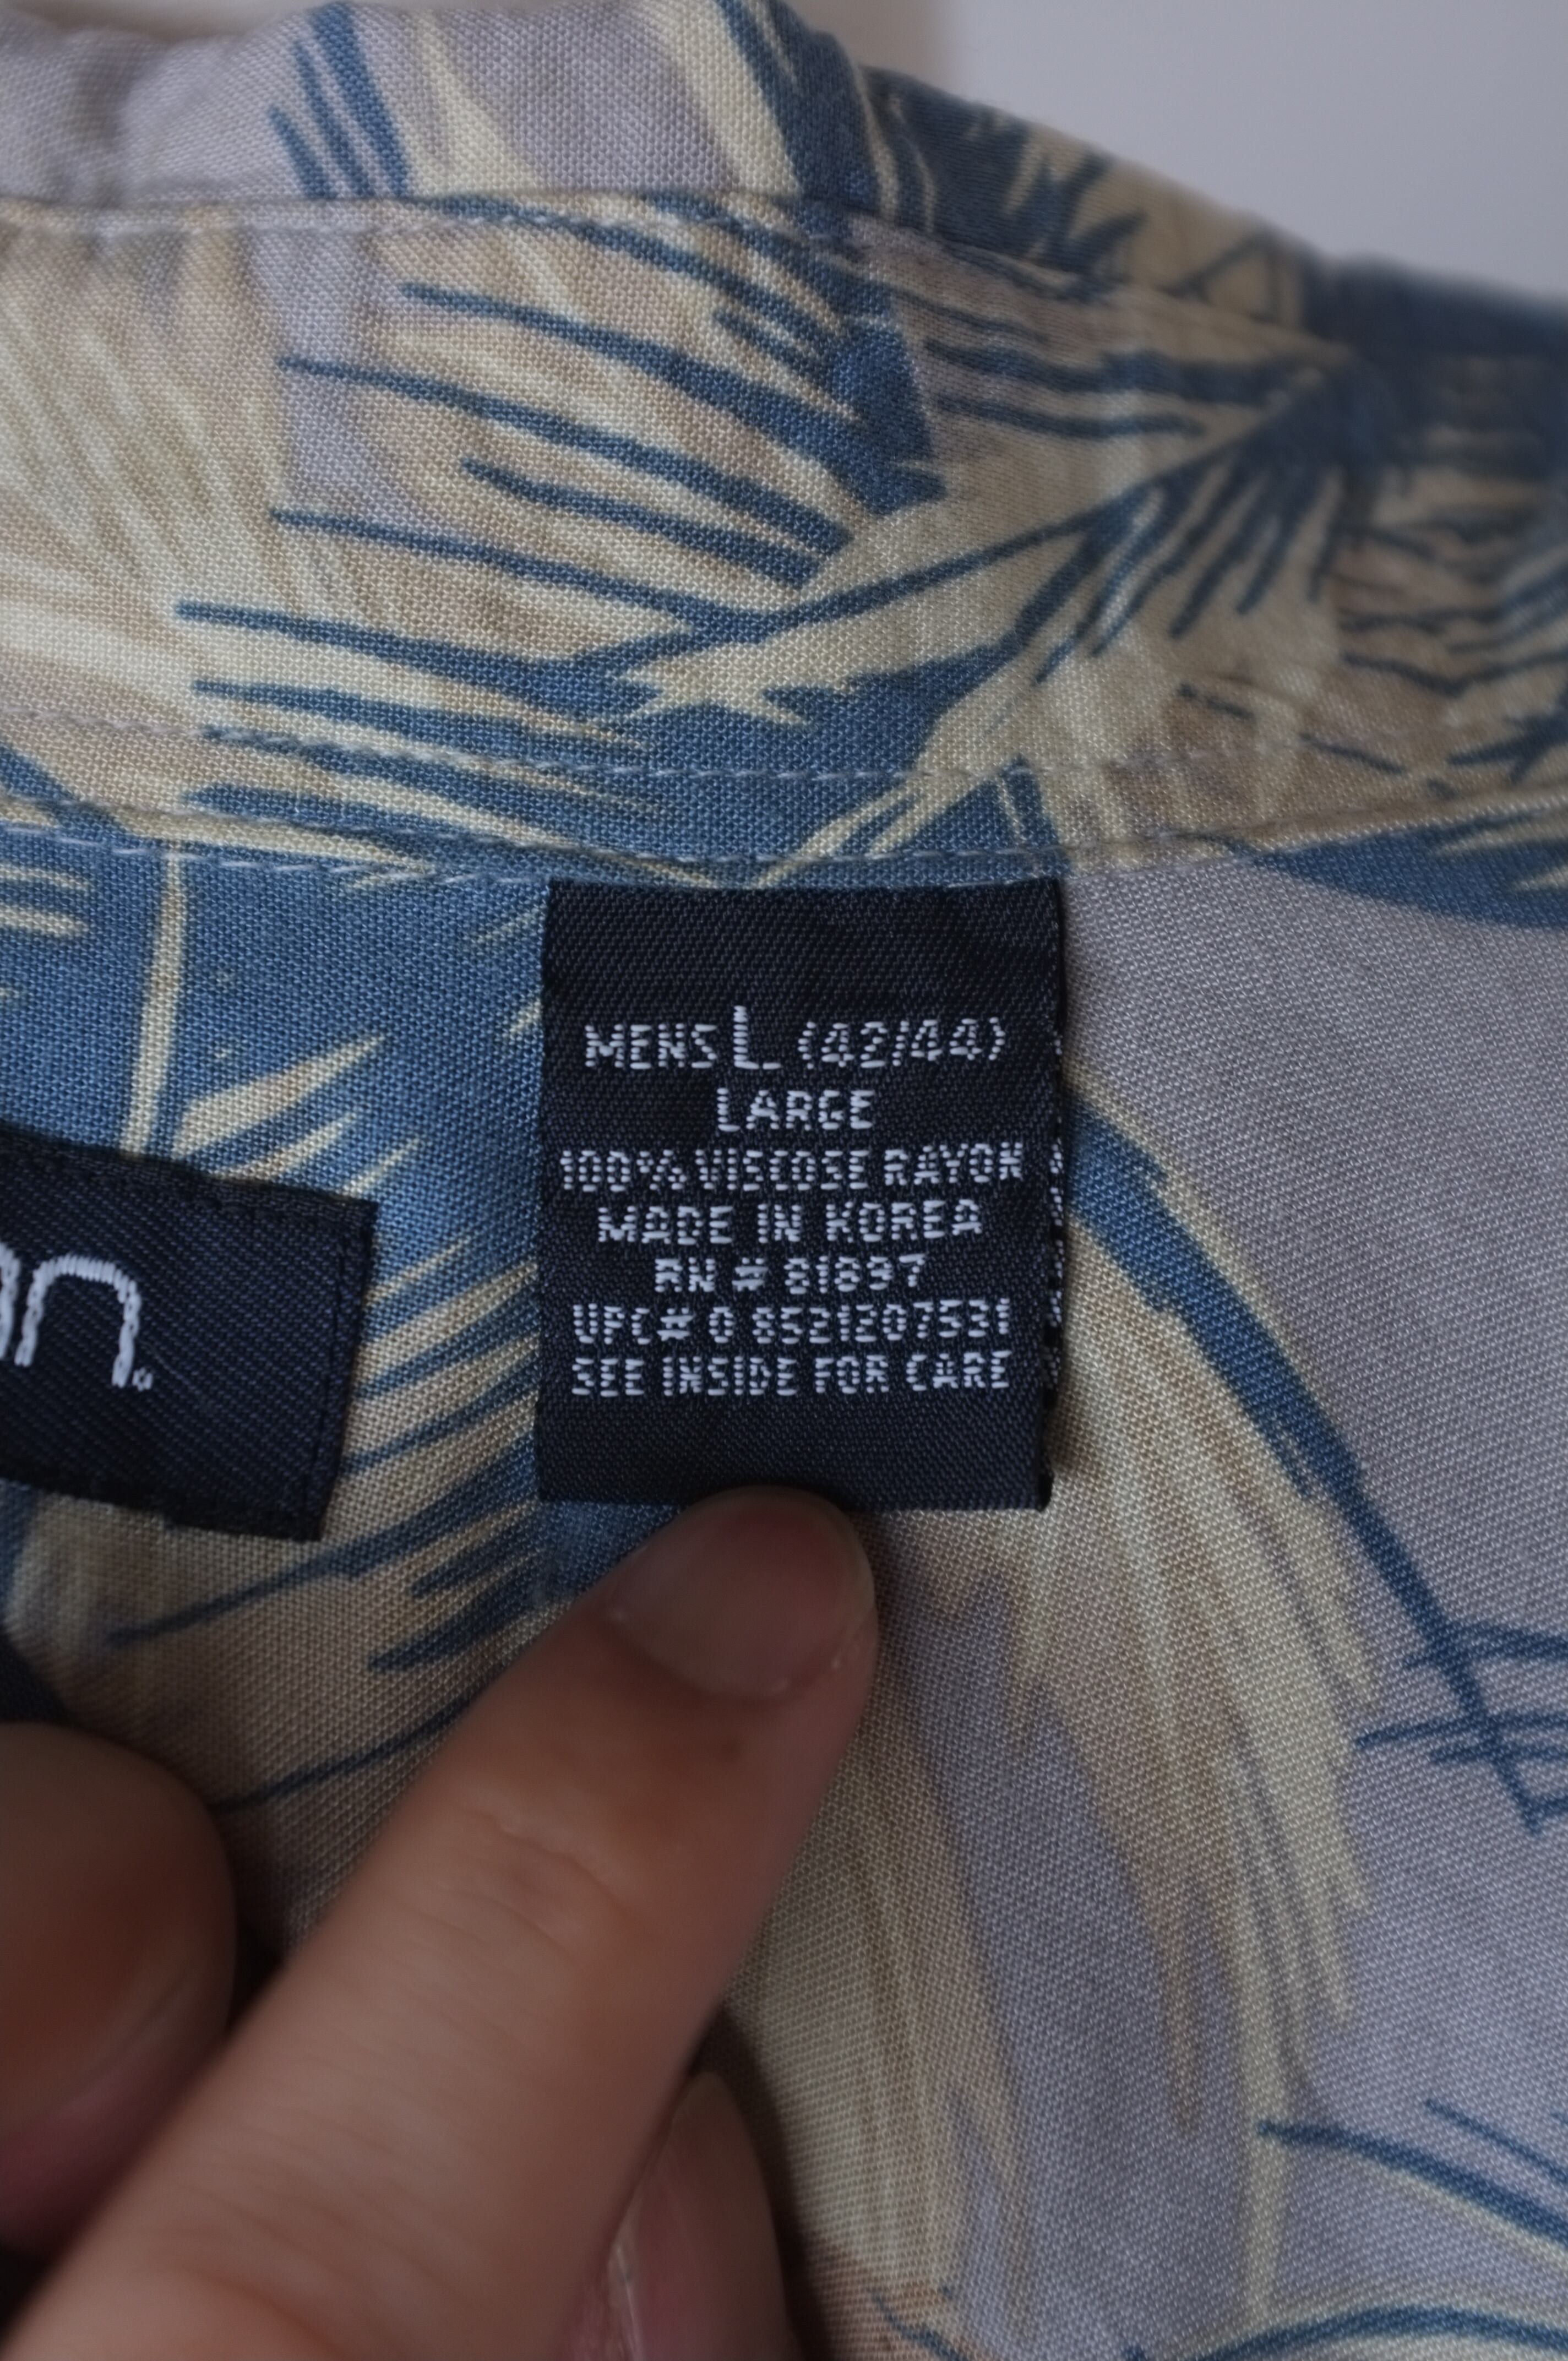 MENS L (42/44)
LARGE
100% VISCOSE RAYON
MADE IN KOREA
RN # 81897
UPC# 0 8521207531
SEE INSIDE FOR CARE